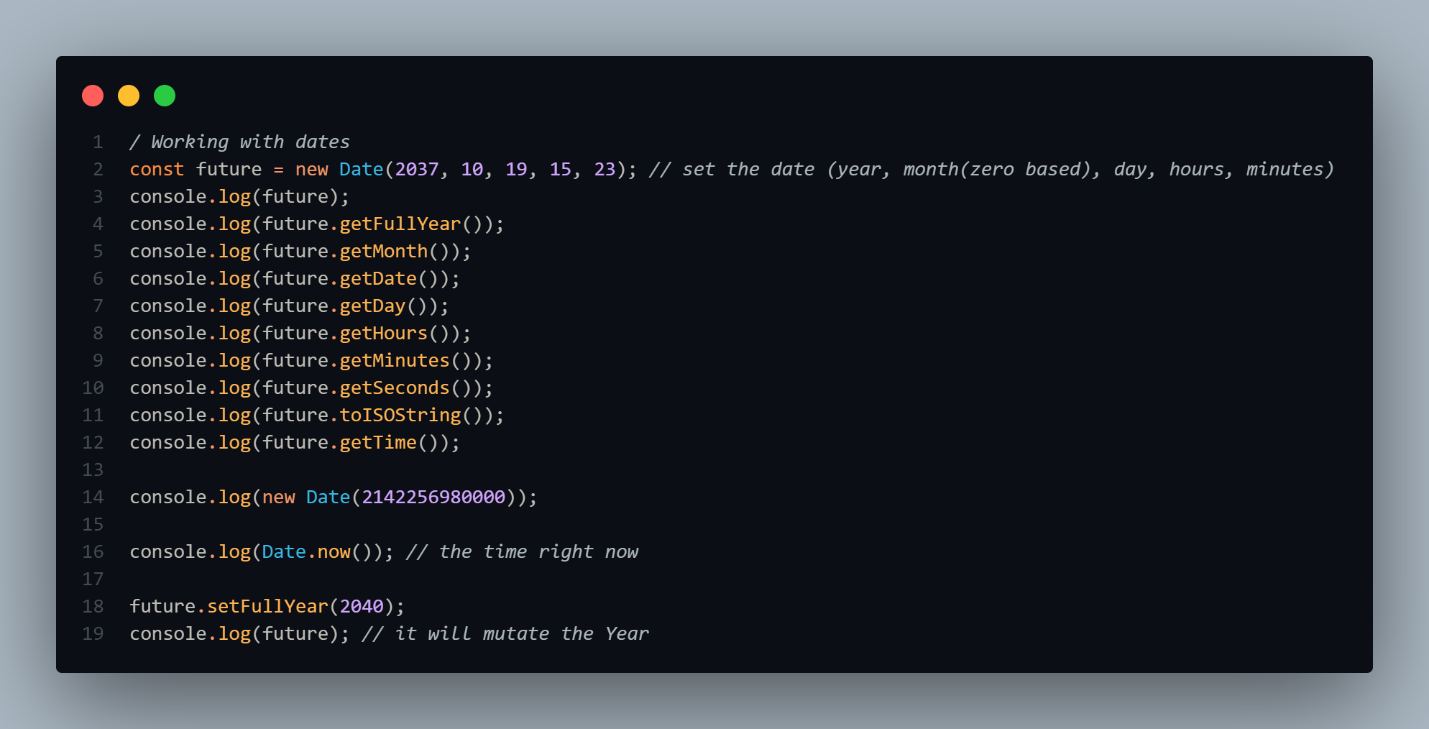 1 / Working with dates
2 const future = new Date(2037, 10, 19, 15, 23); // set the date (year, month(zero based), day, hours, minutes)
3 console.log(future);
4 console.log(future.getFullYear());
5 console.log(future.getMonth());
6 console.log(future.getDate());
7 console.log(future.getDay());
8 console.log(future.getHours());
9 console.log(future.getMinutes());
10 console.log(future.getSeconds());
11 console.log(future.toISOString());
12 console.log(future.getTime());
13
14 console.log(new Date(2142256980000));
15
16 console.log(Date.now()); // the time right now
17
18 future.setFullYear(2040);
19 console.log(future); // it will mutate the Year